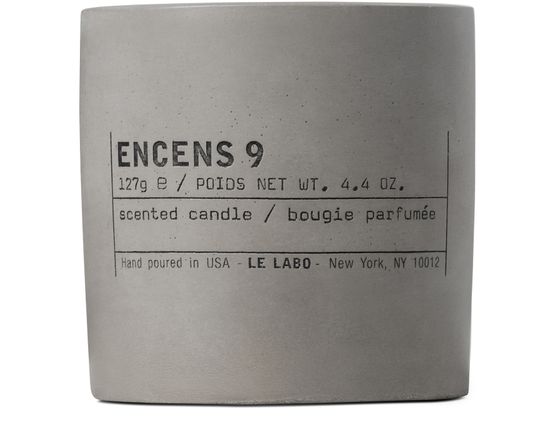 ENCENS 9
127g ℮ / POIDS NET WT. 4.4 OZ.
scented candle / bougie parfumée
Hand poured in USA - LE LABO - New York, NY 10012